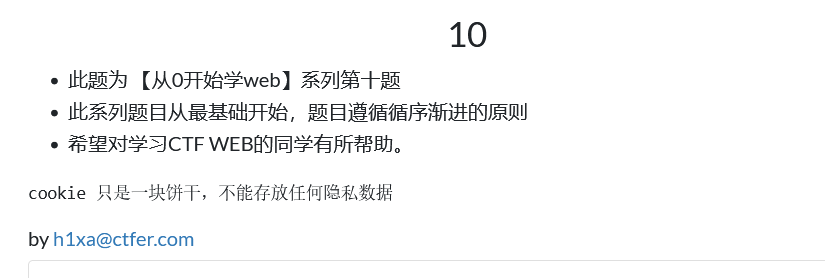 10
此题为 【从0开始学web】系列第十题
此系列题目从最基础开始，题目遵循循序渐进的原则
希望对学习CTF WEB的同学有所帮助。
cookie 只是一块饼干，不能存放任何隐私数据
by h1xa@ctfer.com